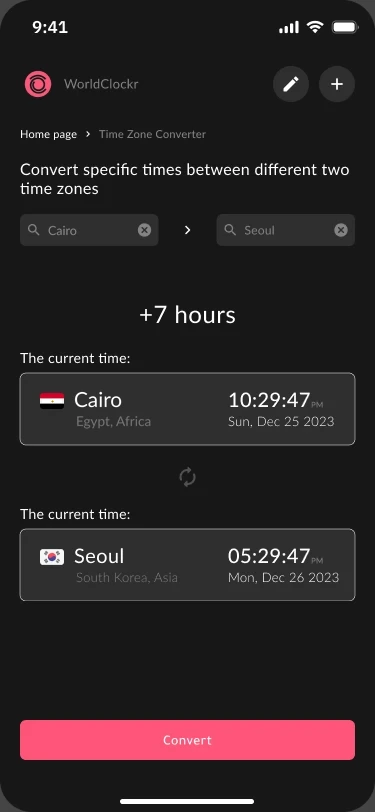 9:41
WorldClockr
Home page > Time Zone Converter
Convert specific times between different two
time zones
Cairo > Seoul
+7 hours
The current time:
Cairo 10:29:47 PM
Egypt, Africa Sun, Dec 25 2023
The current time:
Seoul 05:29:47 PM
South Korea, Asia Mon, Dec 26 2023
Convert